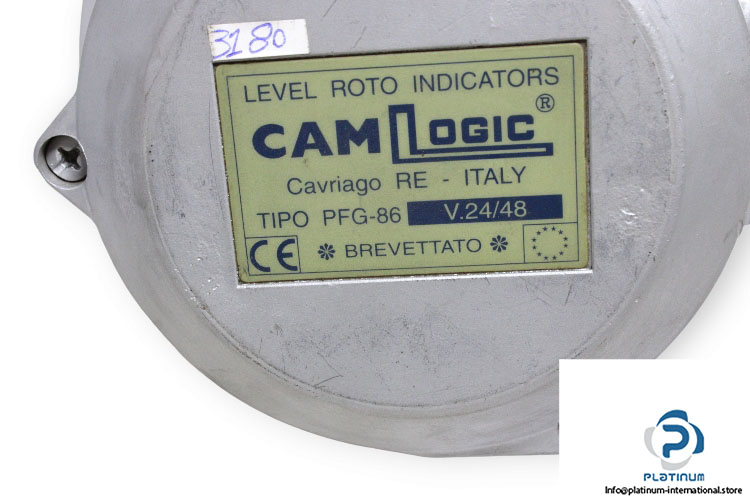 3180
LEVEL ROTO INDICATORS
CAMLOGIC®
Cavriago RE - ITALY
TIPO PFG-86 V.24/48
CE ❊ BREVETTATO ❊
PLATINUM
Info@platinum-international.store